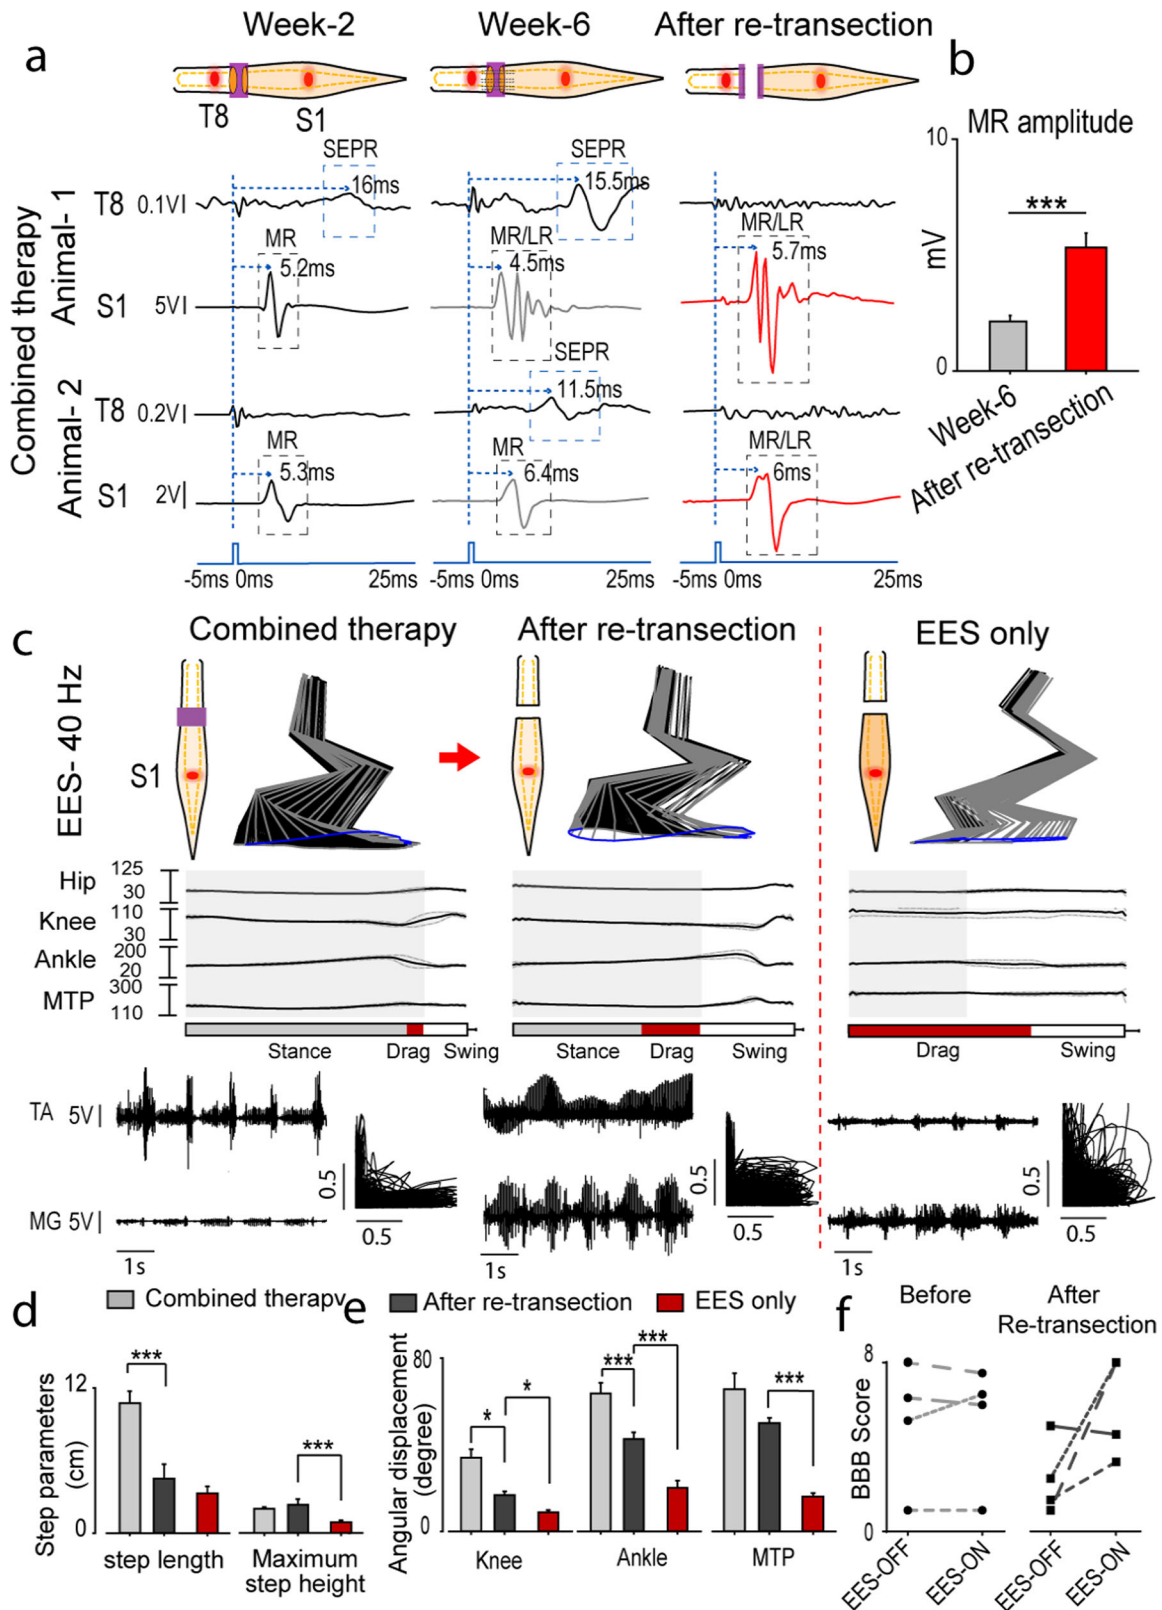 Week-2 Week-6 After re-transection
a
b
T8 S1
MR amplitude
10
mV
0
***
Week-6
After re-transection
Combined therapy
Animal- 1
Animal- 2
SEPR
16ms
SEPR
15.5ms
T8 0.1V
MR
5.2ms
MR/LR
4.5ms
MR/LR
5.7ms
S1 5V
SEPR
11.5ms
T8 0.2V
MR
5.3ms
MR
6.4ms
MR/LR
6ms
S1 2V
-5ms 0ms 25ms -5ms 0ms 25ms -5ms 0ms 25ms
c
Combined therapy After re-transection EES only
EES- 40 Hz
S1
Hip 125 30
Knee 110 30
Ankle 200 20
MTP 300 110
Stance Drag Swing Stance Drag Swing Drag Swing
TA 5V
MG 5V
0.5 0.5 0.5
0.5 0.5 0.5
1s 1s 1s
d
Combined therapy
e
After re-transection EES only
Step parameters
(cm)
12
0
***
***
step length
Maximum
step height
Angular displacement
(degree)
80
0
*
*
***
***
***
Knee Ankle MTP
f
Before After
Re-transection
BBB Score
8
0
EES-OFF EES-ON EES-OFF EES-ON